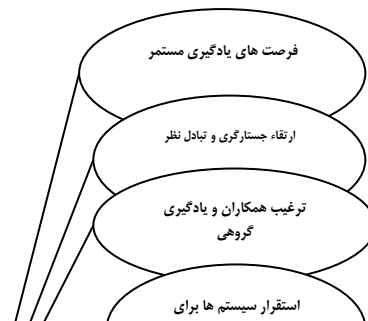 فرصت های یادگیری مستمر
ارتقاء جستارگری و تبادل نظر
ترغیب همکاران و یادگیری
گروهی
استقرار سیستم ها برای